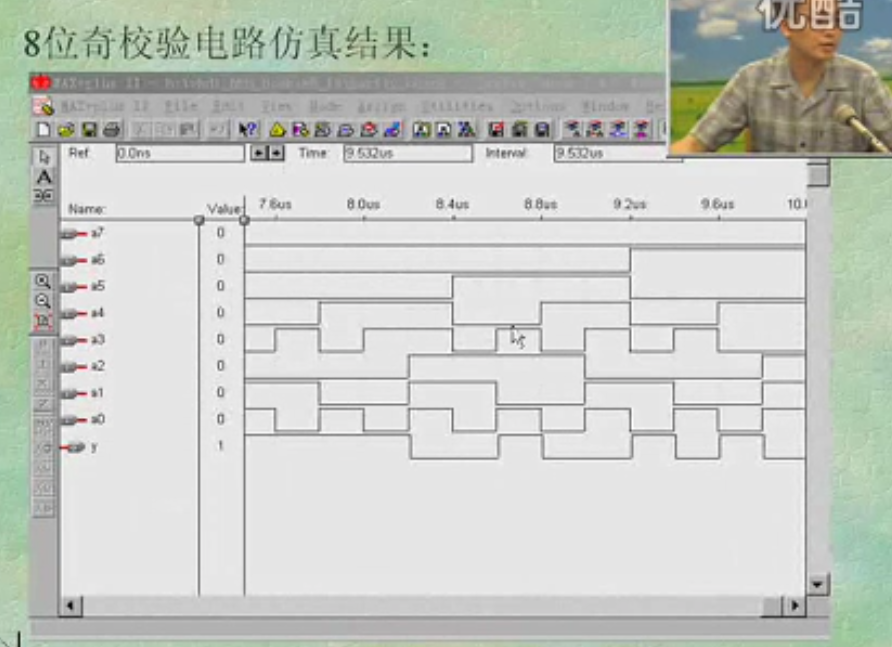 优酷
8位奇校验电路仿真结果：
MAX+plus II
MAX+plus II File Edit View Node Assign Utilities Options Window
Ref: 0.0ns Time: 9.532us Interval: 9.532us
Name: Value: 7.6us 8.0us 8.4us 8.8us 9.2us 9.6us 10.
a7 0
a6 0
a5 0
a4 0
a3 0
a2 0
a1 0
a0 0
y 1